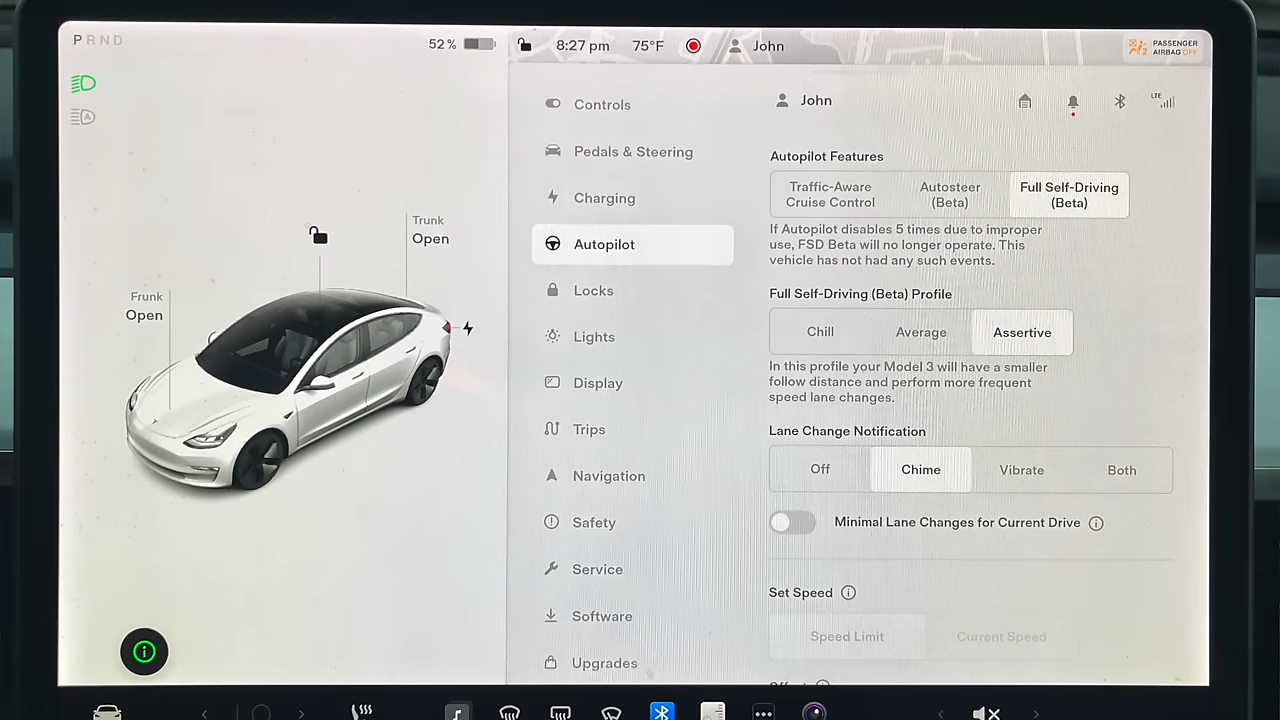 PRND
52 %
8:27 pm
75°F
John
PASSENGER
AIRBAG OFF
Trunk
Open
Frunk
Open
Controls
Pedals & Steering
Charging
Autopilot
Locks
Lights
Display
Trips
Navigation
Safety
Service
Software
Upgrades
John
LTE
Autopilot Features
Traffic-Aware
Cruise Control
Autosteer
(Beta)
Full Self-Driving
(Beta)
If Autopilot disables 5 times due to improper
use, FSD Beta will no longer operate. This
vehicle has not had any such events.
Full Self-Driving (Beta) Profile
Chill
Average
Assertive
In this profile your Model 3 will have a smaller
follow distance and perform more frequent
speed lane changes.
Lane Change Notification
Off
Chime
Vibrate
Both
Minimal Lane Changes for Current Drive
Set Speed
Speed Limit
Current Speed